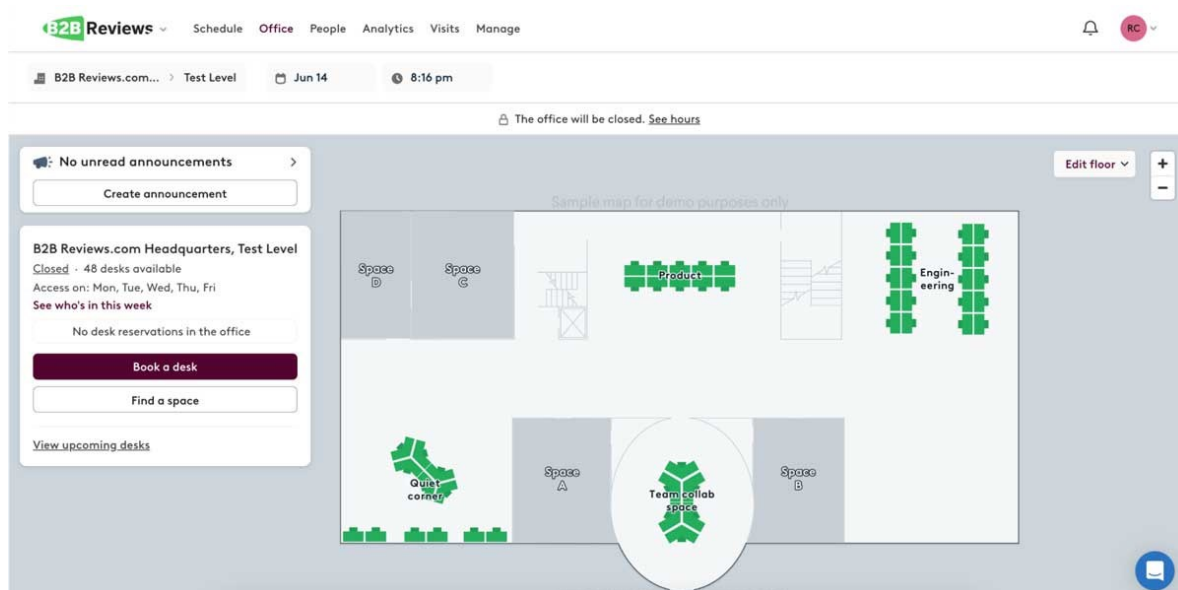 B2B Reviews
Schedule Office People Analytics Visits Manage
RC
B2B Reviews.com... > Test Level
Jun 14
8:16 pm
The office will be closed. See hours
No unread announcements
Create announcement
B2B Reviews.com Headquarters, Test Level
Closed · 48 desks available
Access on: Mon, Tue, Wed, Thu, Fri
See who's in this week
No desk reservations in the office
Book a desk
Find a space
View upcoming desks
Edit floor
+
−
Sample map for demo purposes only
Space
D
Space
C
Product
Engin-
eering
Quiet
corner
Space
A
Team collab
space
Space
B